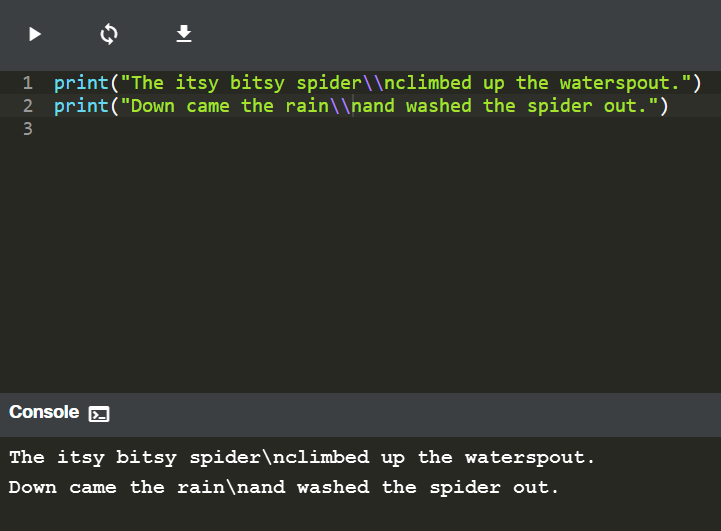 1 print("The itsy bitsy spider\\nclimbed up the waterspout.")
2 print("Down came the rain\\nand washed the spider out.")
3
Console
The itsy bitsy spider\nclimbed up the waterspout.
Down came the rain\nand washed the spider out.